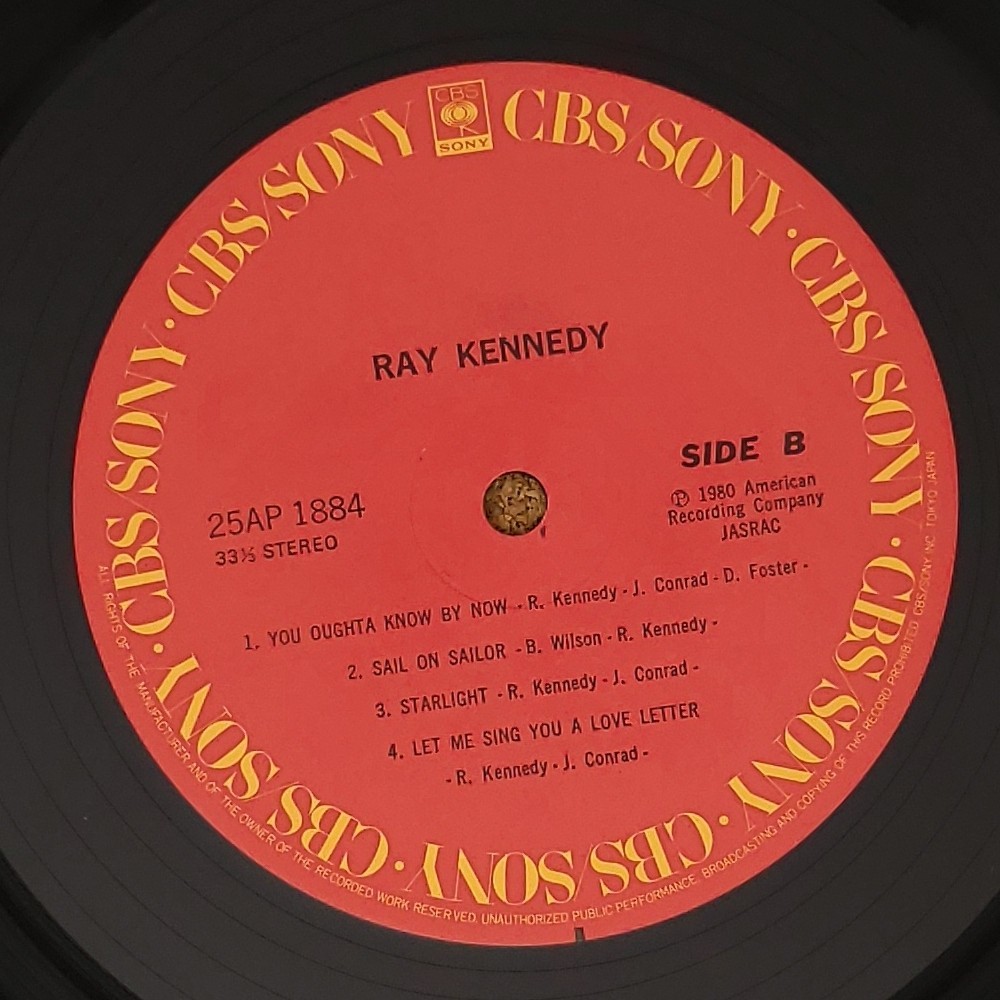 CBS
SONY
CBS/SONY · CBS/SONY · CBS/SONY · CBS/SONY · CBS/SONY · CBS/SONY · CBS/SONY
RAY KENNEDY
SIDE B
25AP 1884
33⅓ STEREO
Ⓟ 1980 American
Recording Company
JASRAC
1. YOU OUGHTA KNOW BY NOW - R. Kennedy - J. Conrad - D. Foster -
2. SAIL ON SAILOR - B. Wilson - R. Kennedy -
3. STARLIGHT - R. Kennedy - J. Conrad -
4. LET ME SING YOU A LOVE LETTER
- R. Kennedy - J. Conrad -
ALL RIGHTS OF THE MANUFACTURER AND OF THE OWNER OF THE RECORDED WORK RESERVED. UNAUTHORIZED PUBLIC PERFORMANCE, BROADCASTING AND COPYING OF THIS RECORD PROHIBITED. CBS/SONY INC. TOKYO JAPAN